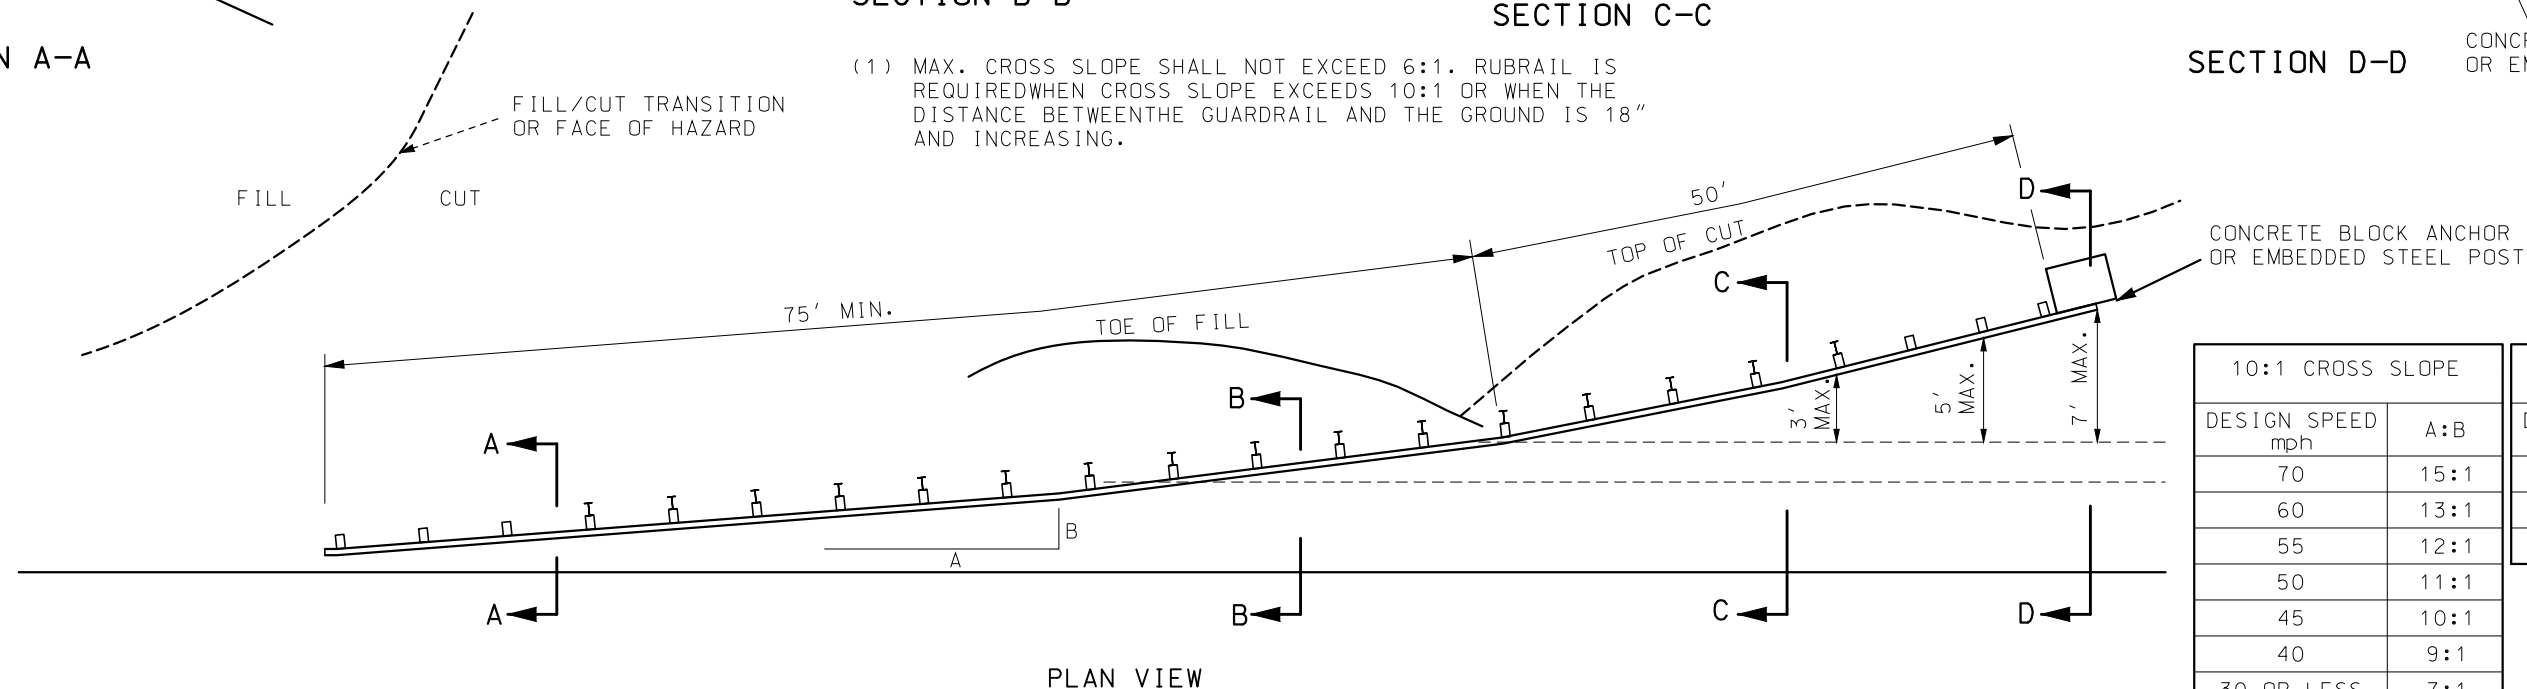 SECTION C-C
N A-A
SECTION D-D
(1) MAX. CROSS SLOPE SHALL NOT EXCEED 6:1. RUBRAIL IS
REQUIREDWHEN CROSS SLOPE EXCEEDS 10:1 OR WHEN THE
DISTANCE BETWEENTHE GUARDRAIL AND THE GROUND IS 18"
AND INCREASING.
FILL/CUT TRANSITION
OR FACE OF HAZARD
FILL
CUT
50'
TOP OF CUT
75' MIN.
TOE OF FILL
CONCRETE BLOCK ANCHOR
OR EMBEDDED STEEL POST
A
B
C
D
3'
MAX.
5'
MAX.
7' MAX.
B
A
A
B
C
D
PLAN VIEW
10:1 CROSS SLOPE
DESIGN SPEED
mph
A:B
70 15:1
60 13:1
55 12:1
50 11:1
45 10:1
40 9:1
30 OR LESS 7:1